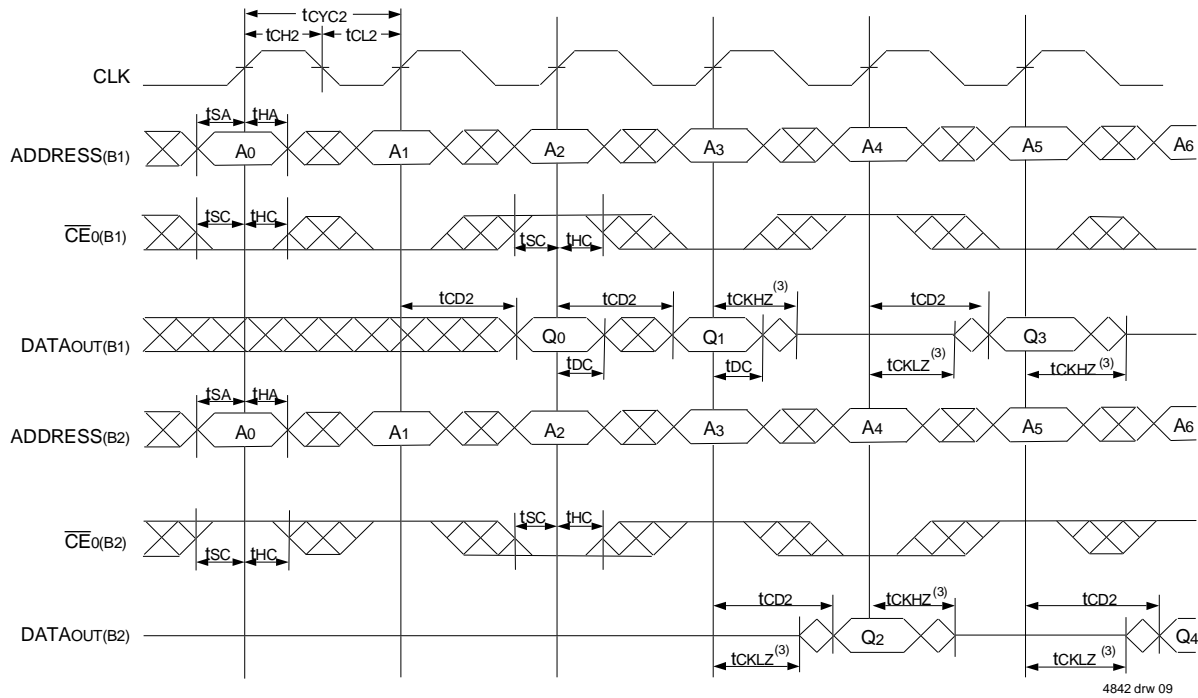 tCYC2
tCH2 tCL2
CLK
tSA tHA
ADDRESS(B1) A0 A1 A2 A3 A4 A5 A6
tSC tHC
CE0(B1)
tSC tHC
tCD2 tCD2 tCKHZ(3) tCD2
DATAOUT(B1) Q0 Q1 Q3
tDC tDC tCKLZ(3) tCKHZ(3)
tSA tHA
ADDRESS(B2) A0 A1 A2 A3 A4 A5 A6
tSC tHC
CE0(B2)
tSC tHC
tCD2 tCKHZ(3) tCD2
DATAOUT(B2) Q2 Q4
tCKLZ(3) tCKLZ(3)
4842 drw 09